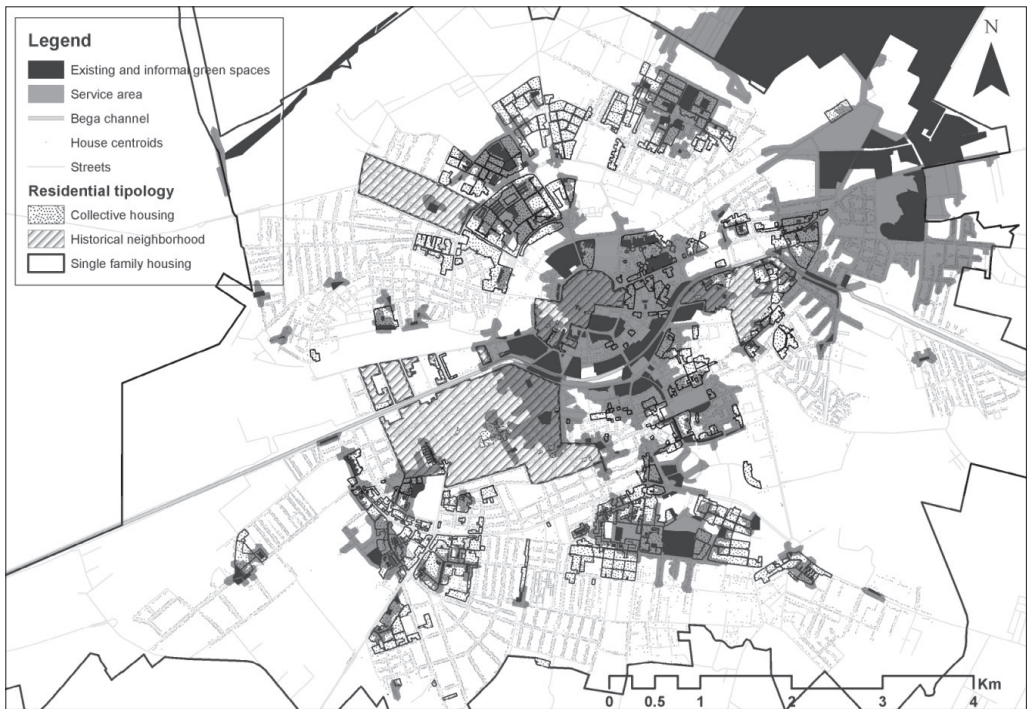 Legend
Existing and informal green spaces
Service area
Bega channel
House centroids
Streets
Residential tipology
Collective housing
Historical neighborhood
Single family housing
N
Km
0 0.5 1 2 3 4